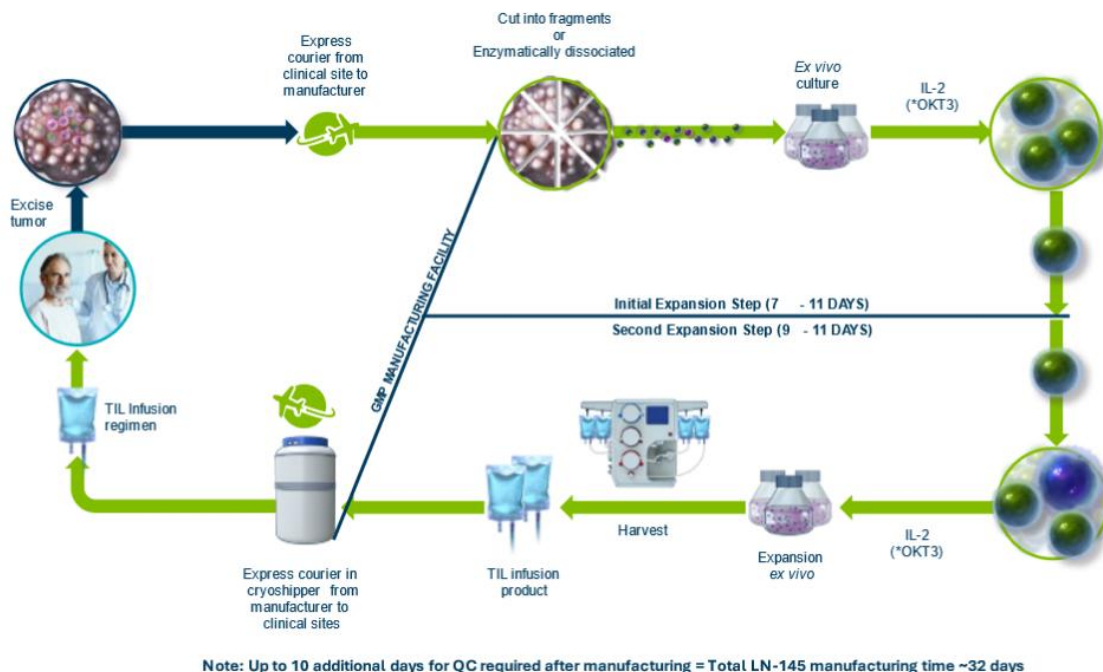 Express
courier from
clinical site to
manufacturer
Cut into fragments
or
Enzymatically dissociated
Ex vivo
culture
IL-2
(*OKT3)
Excise
tumor
GMP MANUFACTURING FACILITY
Initial Expansion Step (7 - 11 DAYS)
Second Expansion Step (9 - 11 DAYS)
TIL Infusion
regimen
Express courier in
cryoshipper from
manufacturer to
clinical sites
TIL infusion
product
Harvest
Expansion
ex vivo
IL-2
(*OKT3)
Note: Up to 10 additional days for QC required after manufacturing = Total LN-145 manufacturing time ~32 days